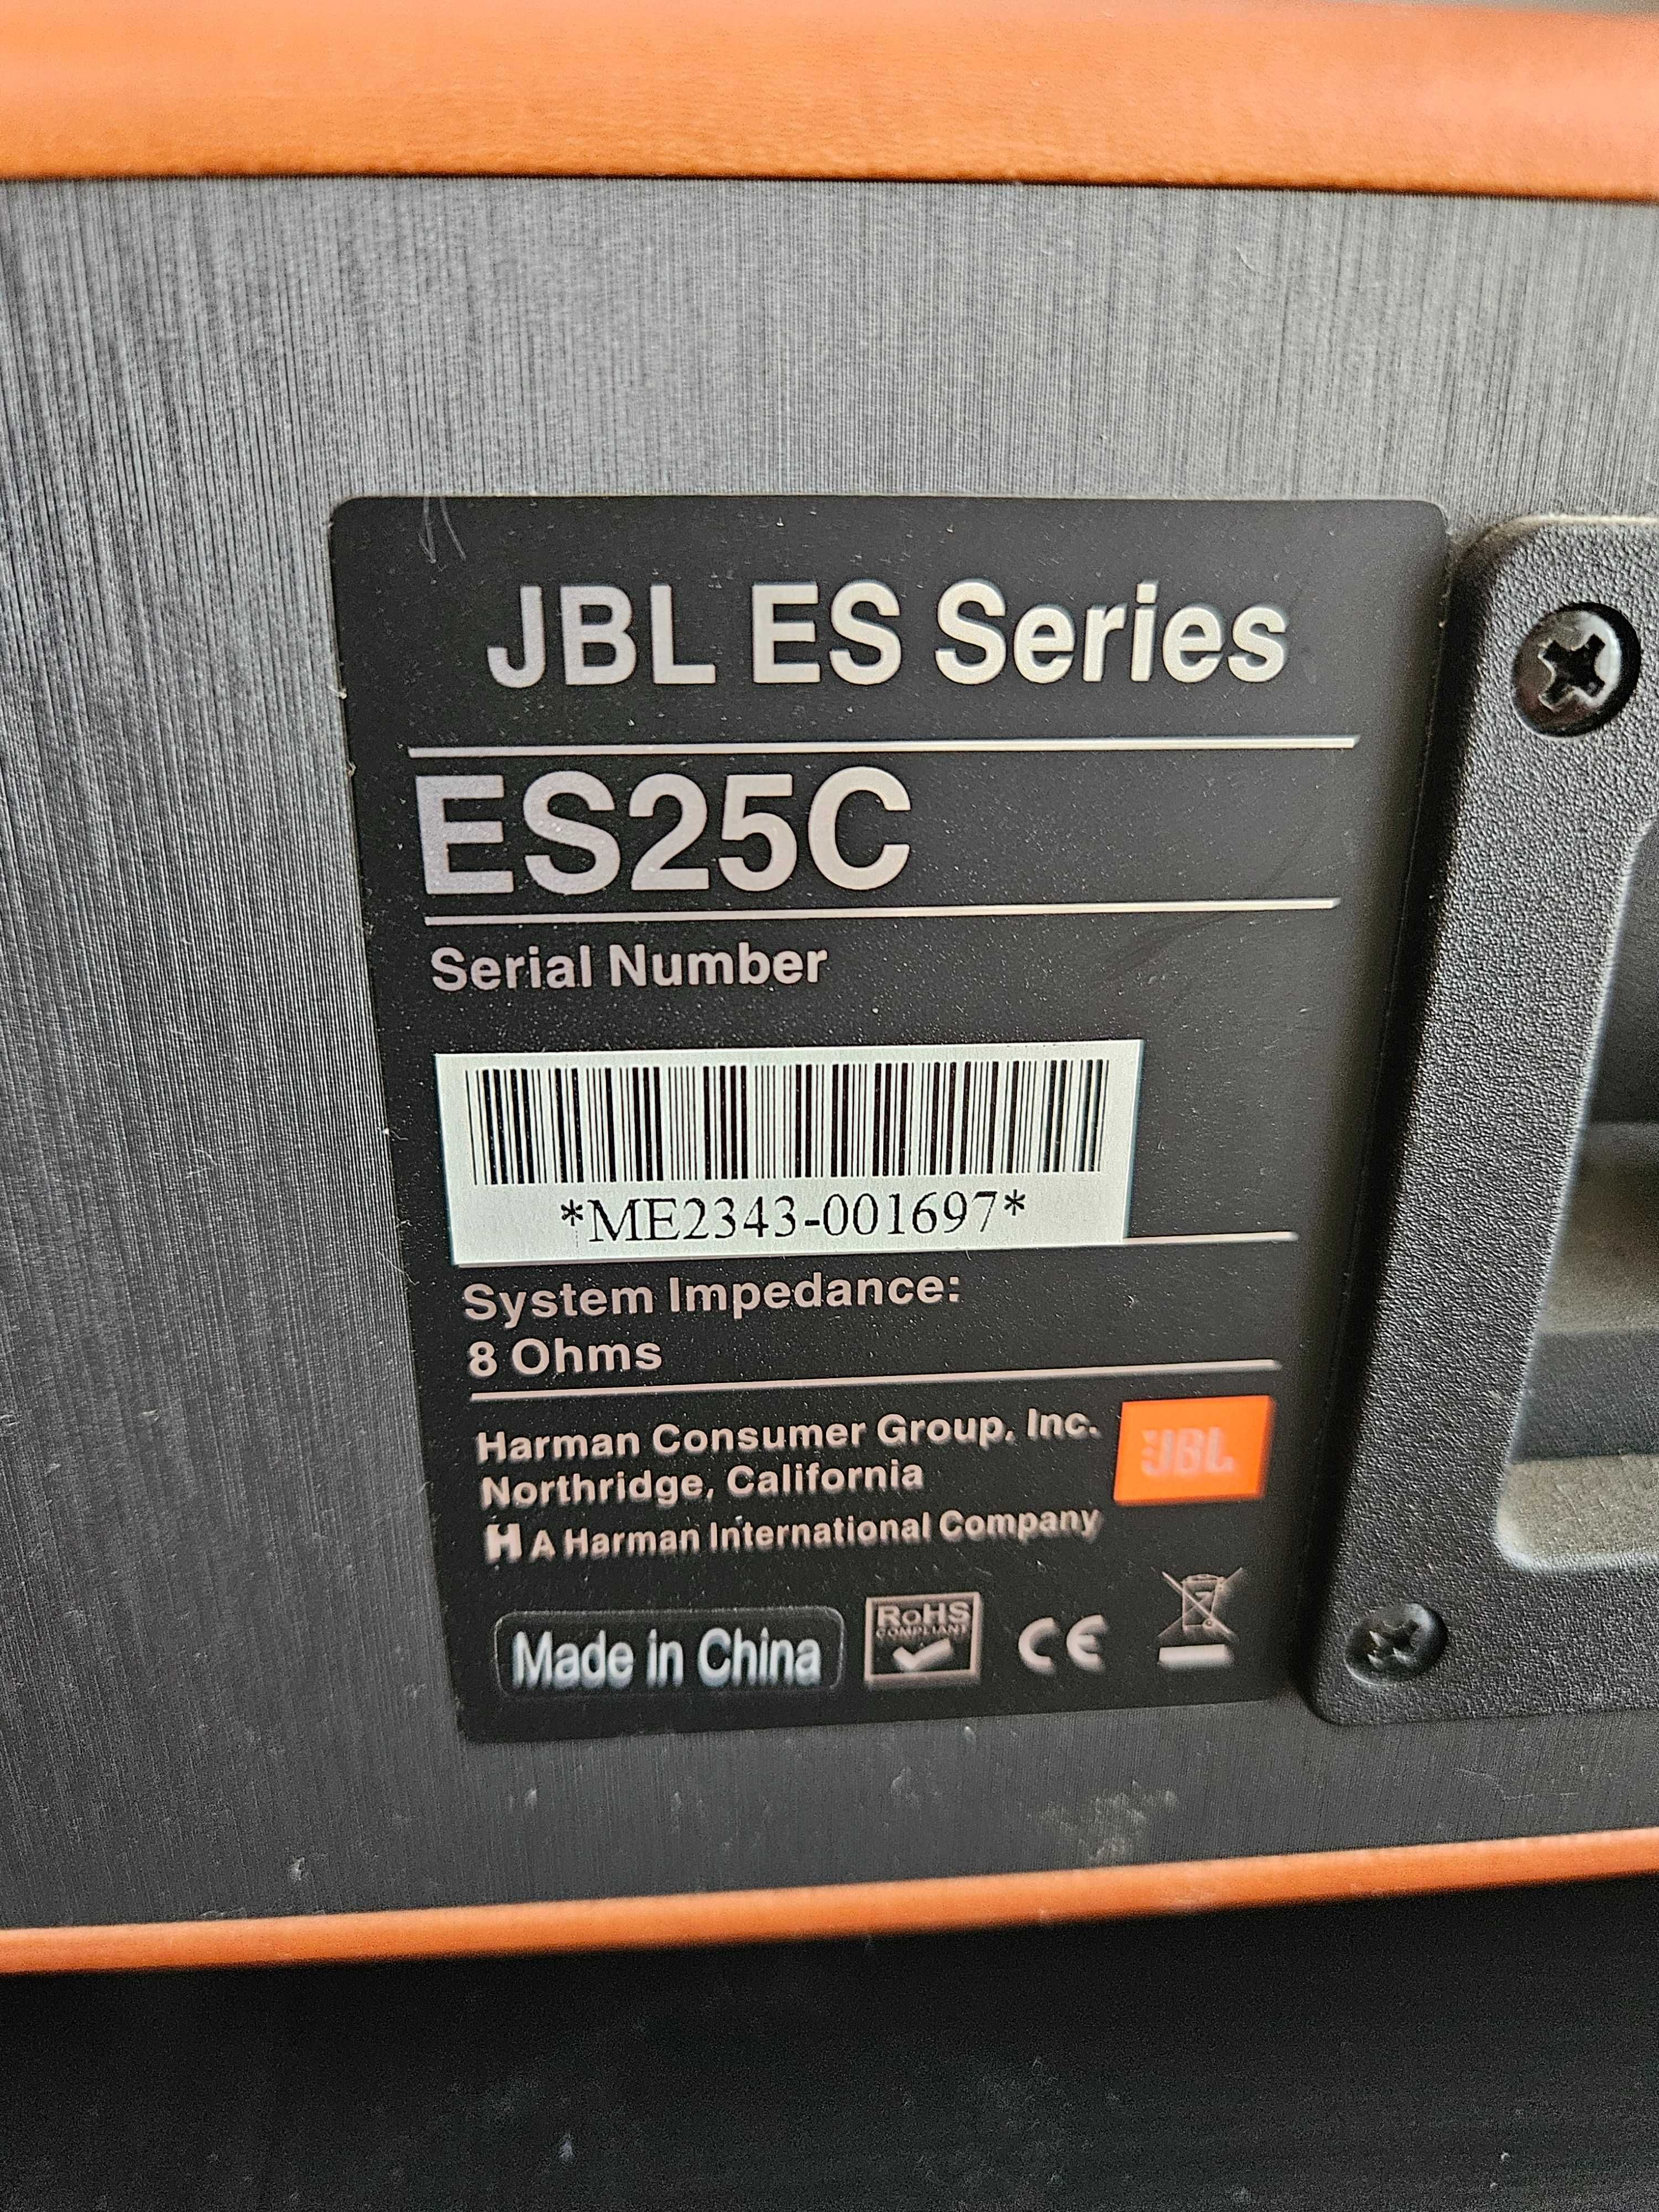 JBL ES Series
ES25C
Serial Number
*ME2343-001697*
System Impedance:
8 Ohms
Harman Consumer Group, Inc.
Northridge, California
JBL
H A Harman International Company
Made in China
RoHS
COMPLIANT
CE